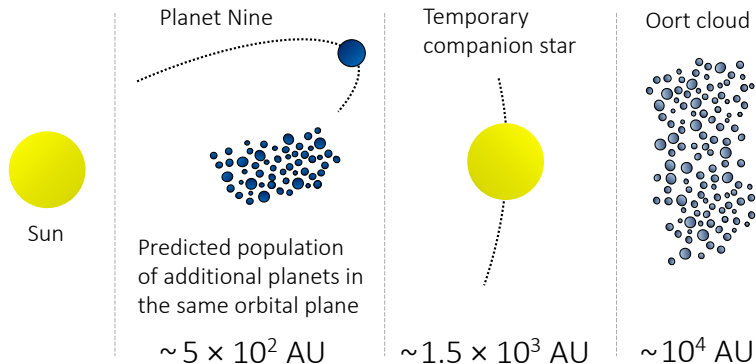 Planet Nine
Temporary
companion star
Oort cloud
Sun
Predicted population
of additional planets in
the same orbital plane
~ 5 × 10² AU
~ 1.5 × 10³ AU
~10⁴ AU